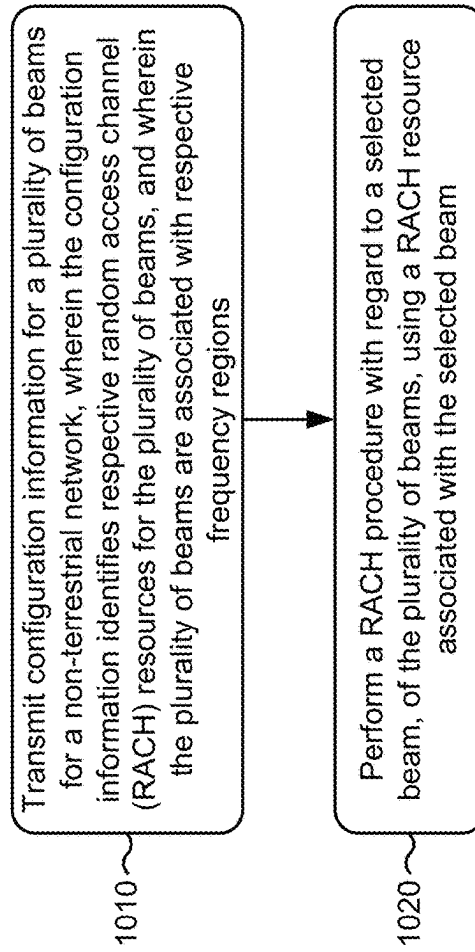 1010
Transmit configuration information for a plurality of beams
for a non-terrestrial network, wherein the configuration
information identifies respective random access channel
(RACH) resources for the plurality of beams, and wherein
the plurality of beams are associated with respective
frequency regions
1020
Perform a RACH procedure with regard to a selected
beam, of the plurality of beams, using a RACH resource
associated with the selected beam